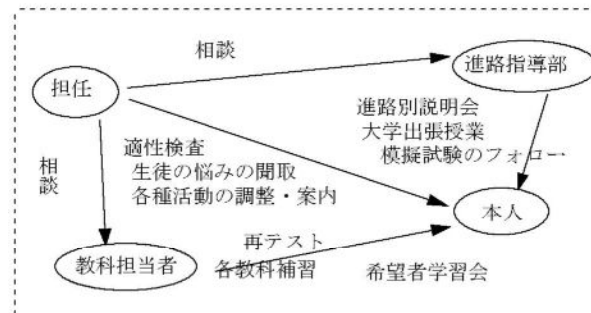 相談
担任
進路指導部
進路別説明会
大学出張授業
模擬試験のフォロー
適性検査
生徒の悩みの聞取
各種活動の調整・案内
相談
本人
再テスト
教科担当者
各教科補習
希望者学習会